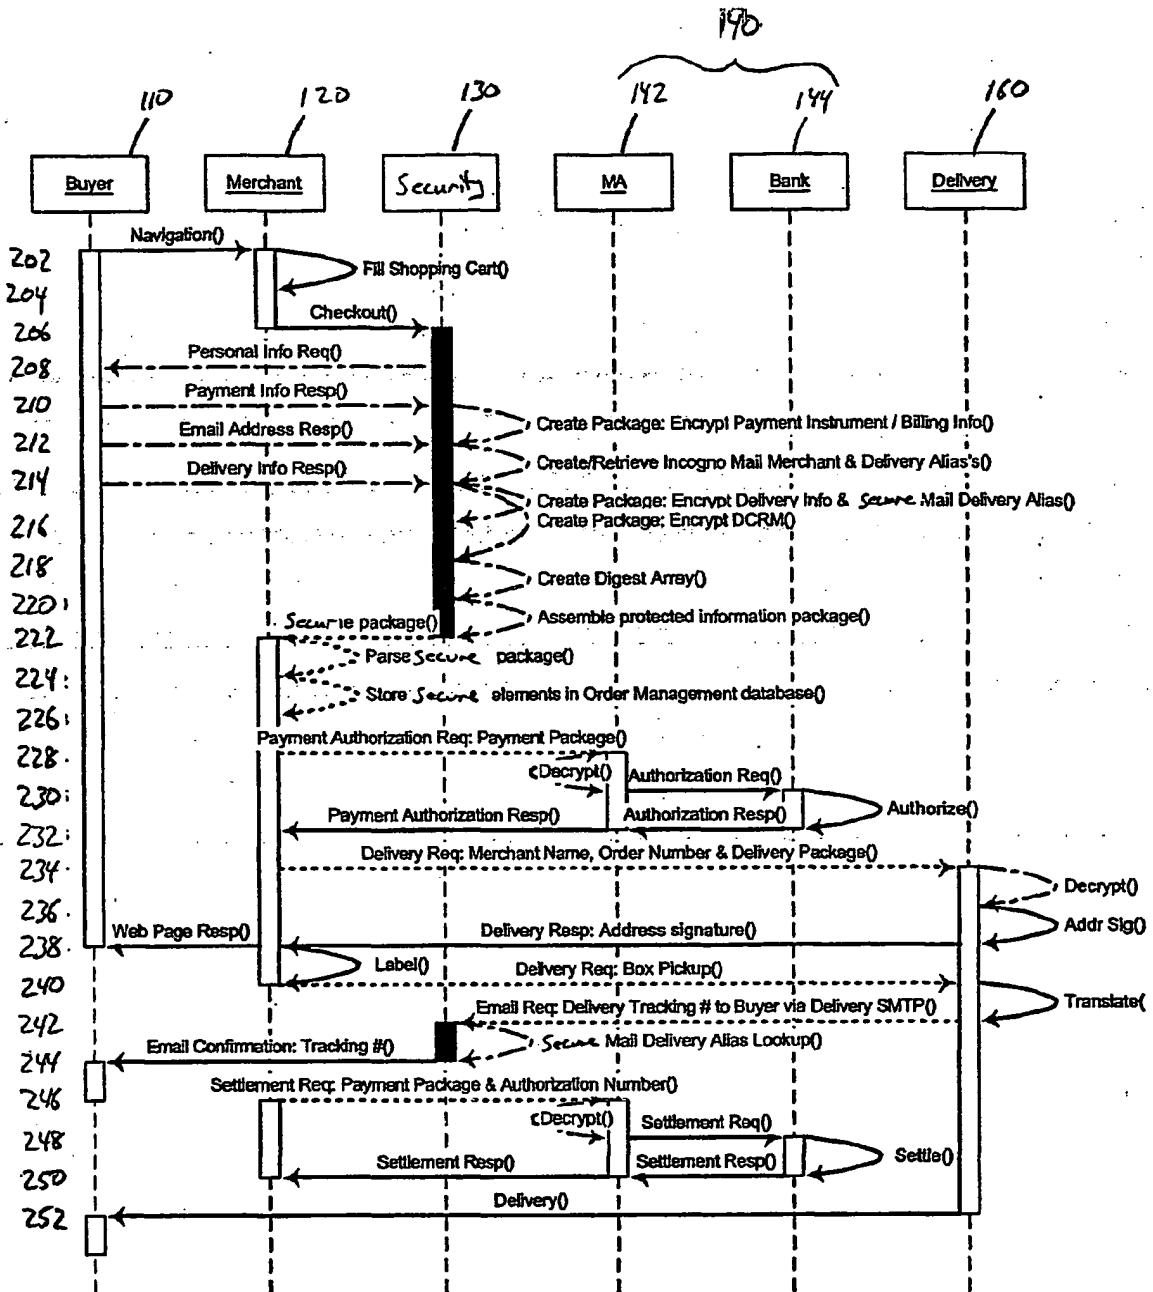 140
110 120 130 142 144 160
Buyer Merchant Security MA Bank Delivery
Navigation()
202
Fill Shopping Cart()
204
Checkout()
206
Personal Info Req()
208
Payment Info Resp()
210
Create Package: Encrypt Payment Instrument / Billing Info()
Email Address Resp()
212
Create/Retrieve Incogno Mail Merchant & Delivery Alias's()
Delivery Info Resp()
214
Create Package: Encrypt Delivery Info & Secure Mail Delivery Alias()
216
Create Package: Encrypt DCRM()
218
Create Digest Array()
220
Assemble protected information package()
Securie package()
222
Parse Secure package()
224
Store Secure elements in Order Management database()
226
Payment Authorization Req: Payment Package()
228
Decrypt()
Authorization Req()
230
Authorize()
Payment Authorization Resp() Authorization Resp()
232
Delivery Req: Merchant Name, Order Number & Delivery Package()
234
Decrypt()
236
Addr Sig()
Web Page Resp() Delivery Resp: Address signature()
238
Label()
Delivery Req: Box Pickup()
240
Translate(
Email Req: Delivery Tracking # to Buyer via Delivery SMTP()
242
Secure Mail Delivery Alias Lookup()
Email Confirmation: Tracking #()
244
Settlement Req: Payment Package & Authorization Number()
246
Decrypt()
Settlement Req()
248
Settle()
Settlement Resp() Settlement Resp()
250
Delivery()
252